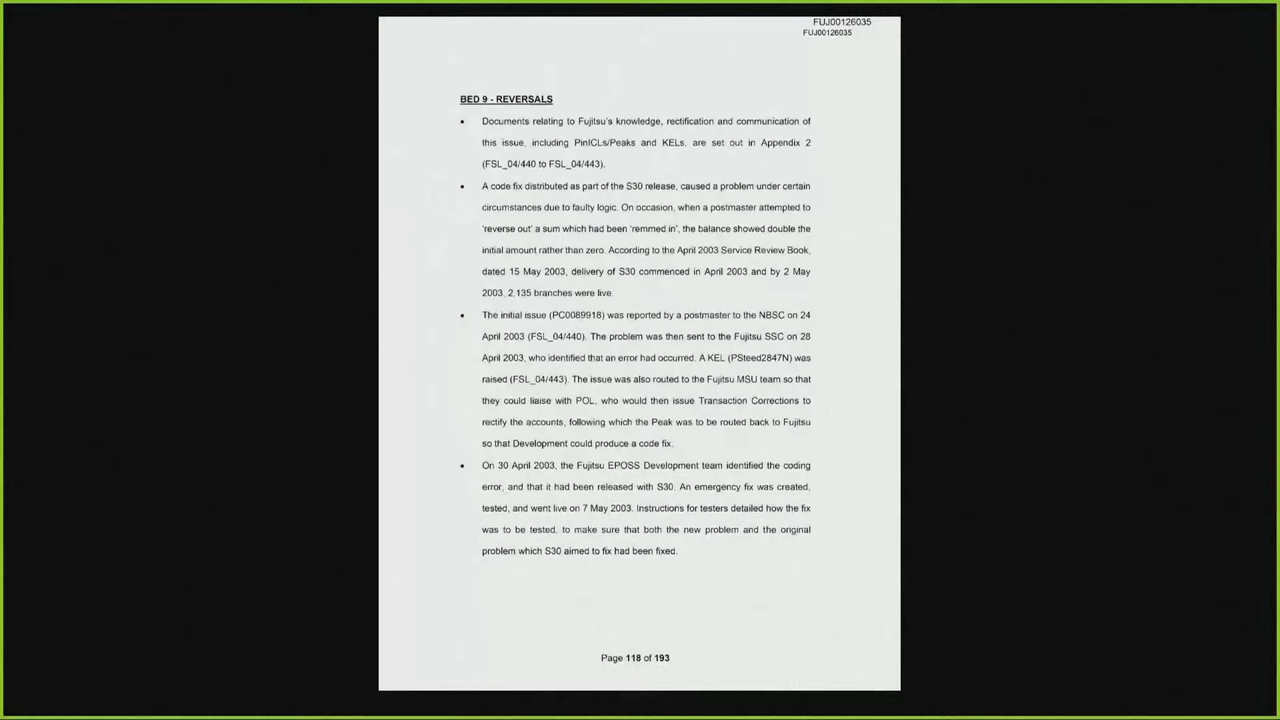 FUJ00126035
FUJ00126035
BED 9 - REVERSALS
• Documents relating to Fujitsu's knowledge, rectification and communication of
this issue, including PinICLs/Peaks and KELs, are set out in Appendix 2
(FSL_04/440 to FSL_04/443).
• A code fix distributed as part of the S30 release, caused a problem under certain
circumstances due to faulty logic. On occasion, when a postmaster attempted to
'reverse out' a sum which had been 'remmed in', the balance showed double the
initial amount rather than zero. According to the April 2003 Service Review Book,
dated 15 May 2003, delivery of S30 commenced in April 2003 and by 2 May
2003, 2,135 branches were live.
• The initial issue (PC0089918) was reported by a postmaster to the NBSC on 24
April 2003 (FSL_04/440). The problem was then sent to the Fujitsu SSC on 28
April 2003, who identified that an error had occurred. A KEL (PSteed2847N) was
raised (FSL_04/443). The issue was also routed to the Fujitsu MSU team so that
they could liaise with POL, who would then issue Transaction Corrections to
rectify the accounts, following which the Peak was to be routed back to Fujitsu
so that Development could produce a code fix.
• On 30 April 2003, the Fujitsu EPOSS Development team identified the coding
error, and that it had been released with S30. An emergency fix was created,
tested, and went live on 7 May 2003. Instructions for testers detailed how the fix
was to be tested, to make sure that both the new problem and the original
problem which S30 aimed to fix had been fixed.
Page 118 of 193